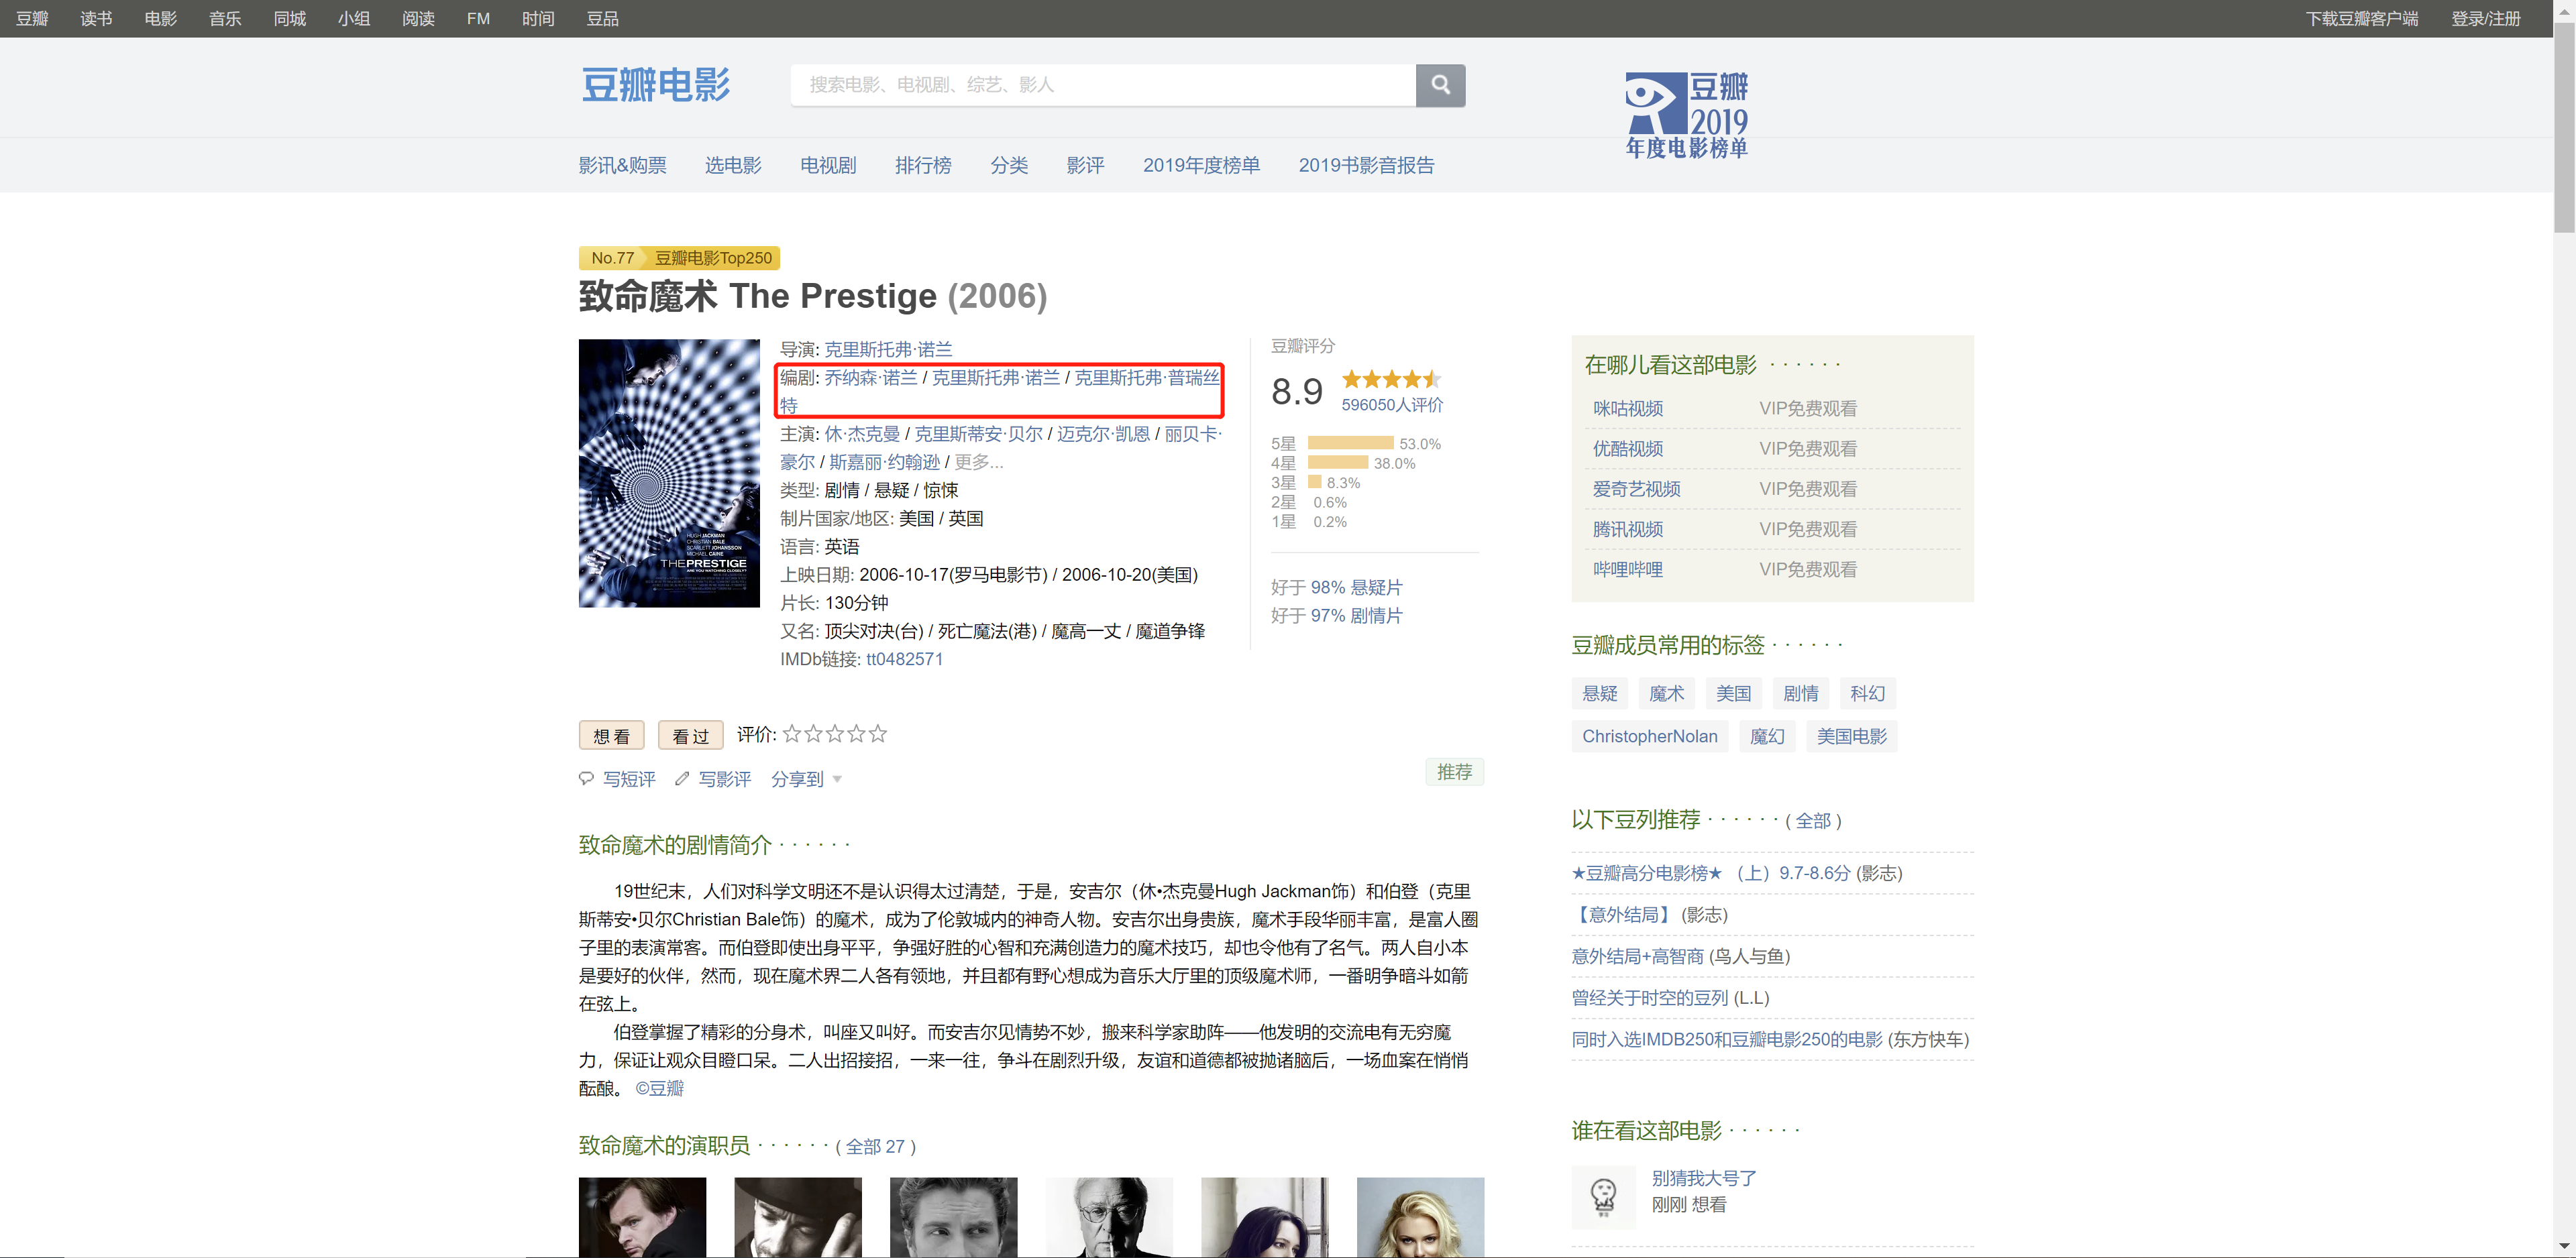 豆瓣 读书 电影 音乐 同城 小组 阅读 FM 时间 豆品 下载豆瓣客户端 登录/注册
豆瓣电影
搜索电影、电视剧、综艺、影人
豆瓣
2019
年度电影榜单
影讯&购票 选电影 电视剧 排行榜 分类 影评 2019年度榜单 2019书影音报告
No.77 豆瓣电影Top250
致命魔术 The Prestige (2006)
HUGH JACKMAN
CHRISTIAN BALE
SCARLETT JOHANSSON
MICHAEL CAINE
THE PRESTIGE
ARE YOU WATCHING CLOSELY?
导演: 克里斯托弗·诺兰
编剧: 乔纳森·诺兰 / 克里斯托弗·诺兰 / 克里斯托弗·普瑞丝
特
主演: 休·杰克曼 / 克里斯蒂安·贝尔 / 迈克尔·凯恩 / 丽贝卡·
豪尔 / 斯嘉丽·约翰逊 / 更多...
类型: 剧情 / 悬疑 / 惊悚
制片国家/地区: 美国 / 英国
语言: 英语
上映日期: 2006-10-17(罗马电影节) / 2006-10-20(美国)
片长: 130分钟
又名: 顶尖对决(台) / 死亡魔法(港) / 魔高一丈 / 魔道争锋
IMDb链接: tt0482571
豆瓣评分
8.9
596050人评价
5星 53.0%
4星 38.0%
3星 8.3%
2星 0.6%
1星 0.2%
好于 98% 悬疑片
好于 97% 剧情片
想看 看过 评价:
写短评 写影评 分享到
推荐
致命魔术的剧情简介 · · · · · ·
19世纪末，人们对科学文明还不是认识得太过清楚，于是，安吉尔（休•杰克曼Hugh Jackman饰）和伯登（克里
斯蒂安•贝尔Christian Bale饰）的魔术，成为了伦敦城内的神奇人物。安吉尔出身贵族，魔术手段华丽丰富，是富人圈
子里的表演常客。而伯登即使出身平平，争强好胜的心智和充满创造力的魔术技巧，却也令他有了名气。两人自小本
是要好的伙伴，然而，现在魔术界二人各有领地，并且都有野心想成为音乐大厅里的顶级魔术师，一番明争暗斗如箭
在弦上。
伯登掌握了精彩的分身术，叫座又叫好。而安吉尔见情势不妙，搬来科学家助阵——他发明的交流电有无穷魔
力，保证让观众目瞪口呆。二人出招接招，一来一往，争斗在剧烈升级，友谊和道德都被抛诸脑后，一场血案在悄悄
酝酿。 ©豆瓣
致命魔术的演职员 · · · · · · ( 全部 27 )
在哪儿看这部电影 · · · · · ·
咪咕视频 VIP免费观看
优酷视频 VIP免费观看
爱奇艺视频 VIP免费观看
腾讯视频 VIP免费观看
哔哩哔哩 VIP免费观看
豆瓣成员常用的标签 · · · · · ·
悬疑 魔术 美国 剧情 科幻
ChristopherNolan 魔幻 美国电影
以下豆列推荐 · · · · · · ( 全部 )
★豆瓣高分电影榜★ （上）9.7-8.6分 (影志)
【意外结局】 (影志)
意外结局+高智商 (鸟人与鱼)
曾经关于时空的豆列 (L.L)
同时入选IMDB250和豆瓣电影250的电影 (东方快车)
谁在看这部电影 · · · · · ·
别猜我大号了
刚刚 想看